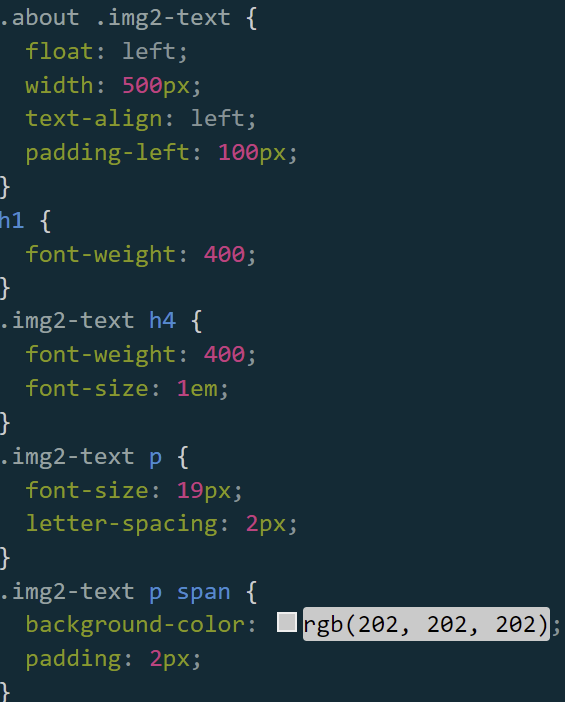 .about .img2-text {
  float: left;
  width: 500px;
  text-align: left;
  padding-left: 100px;
}
h1 {
  font-weight: 400;
}
.img2-text h4 {
  font-weight: 400;
  font-size: 1em;
}
.img2-text p {
  font-size: 19px;
  letter-spacing: 2px;
}
.img2-text p span {
  background-color: rgb(202, 202, 202);
  padding: 2px;
}